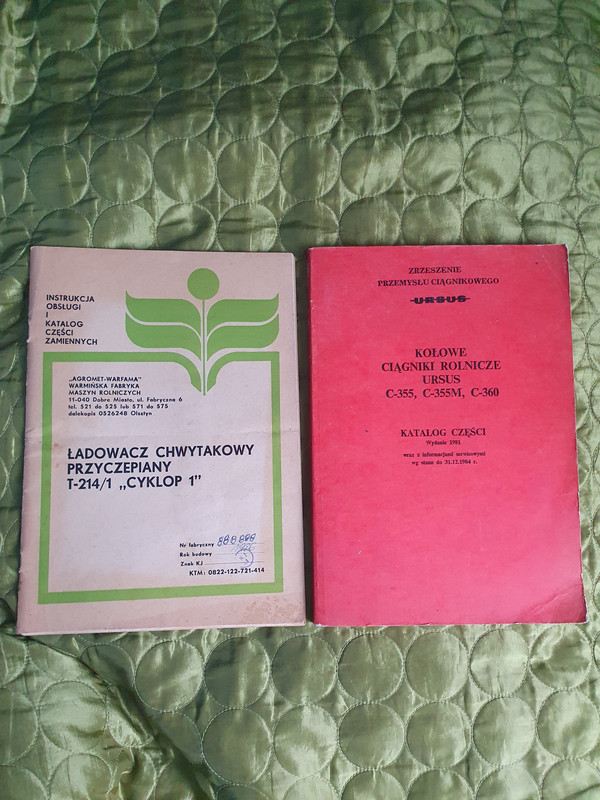 INSTRUKCJA
OBSŁUGI
I
KATALOG
CZĘŚCI
ZAMIENNYCH
„AGROMET-WARFAMA"
WARMIŃSKA FABRYKA
MASZYN ROLNICZYCH
11-040 Dobre Miasto, ul. Fabryczna 6
tel. 521 do 525 lub 571 do 575
dalekopis 0526248 Olsztyn
ŁADOWACZ CHWYTAKOWY
PRZYCZEPIANY
T-214/1 „CYKLOP 1"
Nr fabryczny
Rok budowy
Znak KJ
KTM: 0822-122-721-414
ZRZESZENIE
PRZEMYSŁU CIĄGNIKOWEGO
URSUS
KOŁOWE
CIĄGNIKI ROLNICZE
URSUS
C-355, C-355M, C-360
KATALOG CZĘŚCI
Wydanie 1981
wraz z informacjami serwisowymi
wg stanu do 31.12.1984 r.